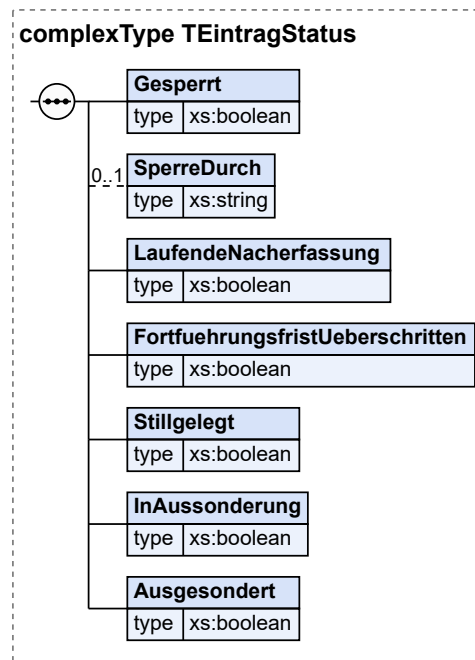 complexType TEintragStatus
Gesperrt
type xs:boolean
0..1
SperreDurch
type xs:string
LaufendeNacherfassung
type xs:boolean
FortfuehrungsfristUeberschritten
type xs:boolean
Stillgelegt
type xs:boolean
InAussonderung
type xs:boolean
Ausgesondert
type xs:boolean